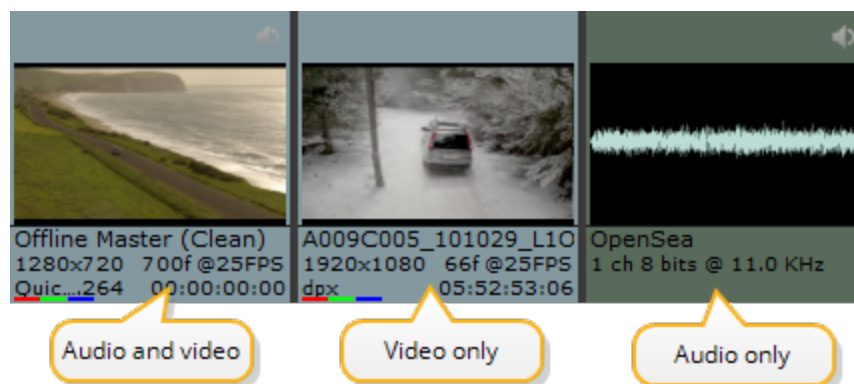 Offline Master (Clean)
1280x720 700f @25FPS
Quic....264 00:00:00:00
A009C005_101029_L1O
1920x1080 66f @25FPS
dpx 05:52:53:06
OpenSea
1 ch 8 bits @ 11.0 KHz
Audio and video
Video only
Audio only